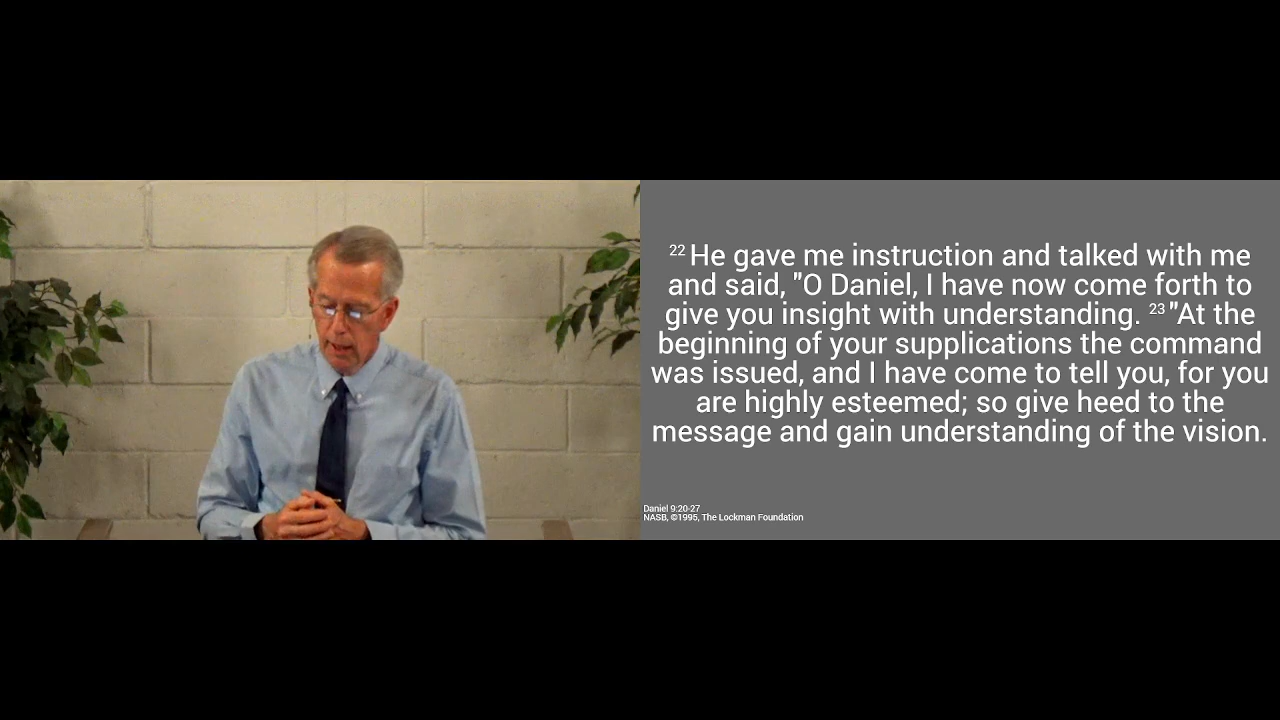 22 He gave me instruction and talked with me
and said, "O Daniel, I have now come forth to
give you insight with understanding. 23 "At the
beginning of your supplications the command
was issued, and I have come to tell you, for you
are highly esteemed; so give heed to the
message and gain understanding of the vision.
Daniel 9:20-27
NASB, ©1995, The Lockman Foundation